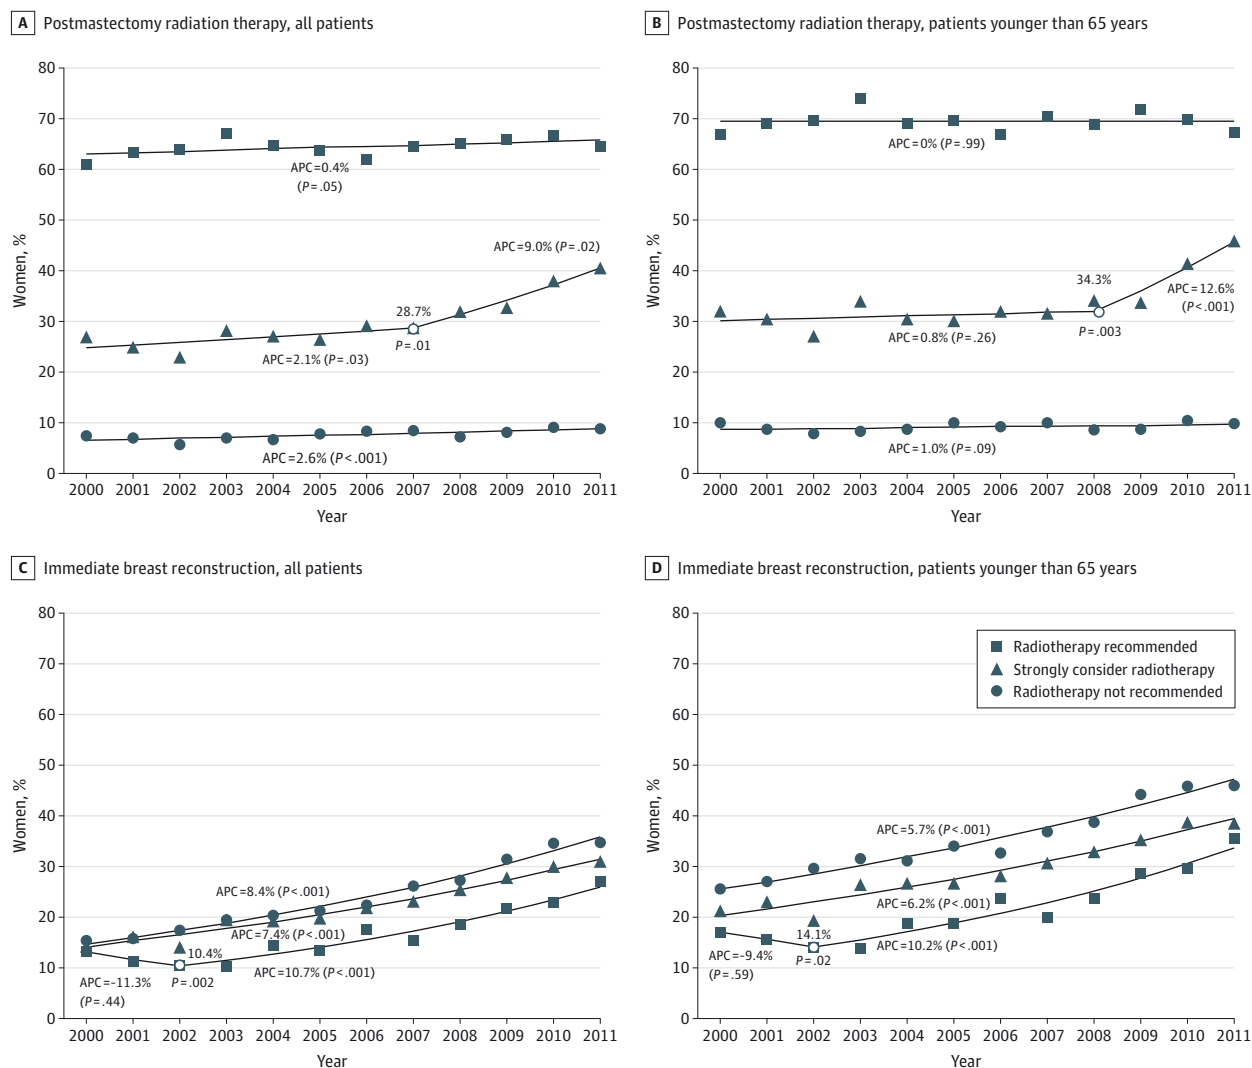 A Postmastectomy radiation therapy, all patients
80
70
60
50
40
30
20
10
0
Women, %
APC=0.4%
(P=.05)
APC=9.0% (P=.02)
28.7%
P=.01
APC=2.1% (P=.03)
APC=2.6% (P<.001)
2000 2001 2002 2003 2004 2005 2006 2007 2008 2009 2010 2011
Year
B Postmastectomy radiation therapy, patients younger than 65 years
80
70
60
50
40
30
20
10
0
Women, %
APC=0% (P=.99)
34.3%
APC=12.6%
(P<.001)
P=.003
APC=0.8% (P=.26)
APC=1.0% (P=.09)
2000 2001 2002 2003 2004 2005 2006 2007 2008 2009 2010 2011
Year
C Immediate breast reconstruction, all patients
80
70
60
50
40
30
20
10
0
Women, %
APC=8.4% (P<.001)
APC=7.4% (P<.001)
10.4%
APC=10.7% (P<.001)
APC=-11.3%
(P=.44)
P=.002
2000 2001 2002 2003 2004 2005 2006 2007 2008 2009 2010 2011
Year
D Immediate breast reconstruction, patients younger than 65 years
80
70
60
50
40
30
20
10
0
Women, %
Radiotherapy recommended
Strongly consider radiotherapy
Radiotherapy not recommended
APC=5.7% (P<.001)
APC=6.2% (P<.001)
14.1%
APC=10.2% (P<.001)
APC=-9.4%
(P=.59)
P=.02
2000 2001 2002 2003 2004 2005 2006 2007 2008 2009 2010 2011
Year